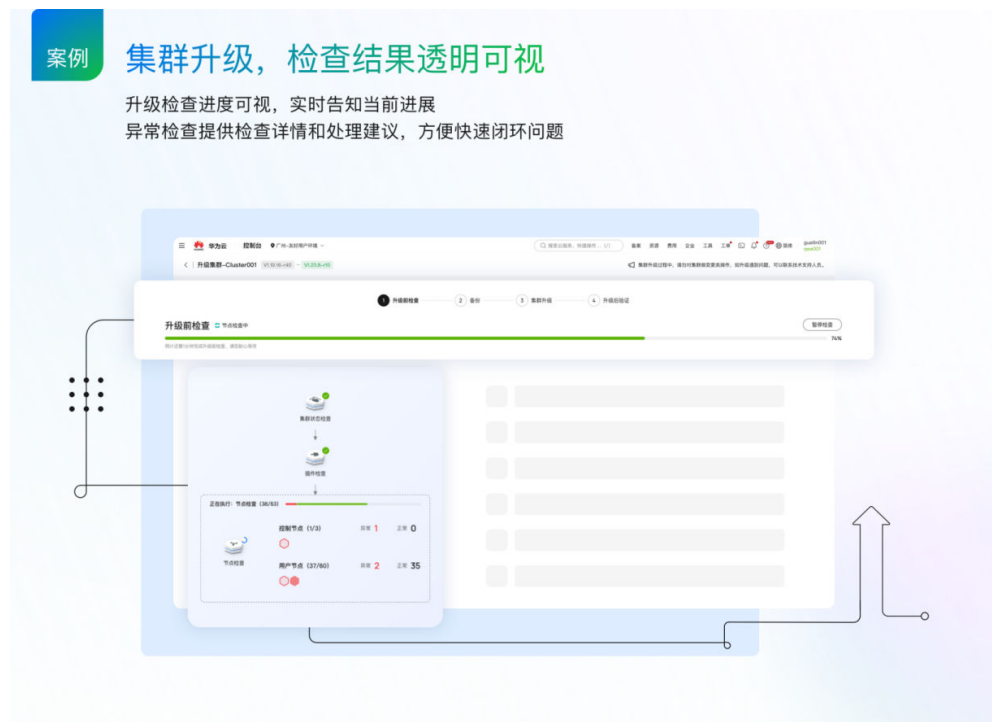 案例
集群升级，检查结果透明可视
升级检查进度可视，实时告知当前进展
异常检查提供检查详情和处理建议，方便快速闭环问题
华为云 控制台
工具
升级集群-Cluster001
1 升级前检查 2 备份 3 集群升级 4 升级后验证
升级前检查 节点检查中 暂停检查
74%
集群状态检查
插件检查
正在执行：节点检查 (38/63)
控制节点 (1/3) 异常 1 正常 0
用户节点 (37/60) 异常 2 正常 35
节点检查